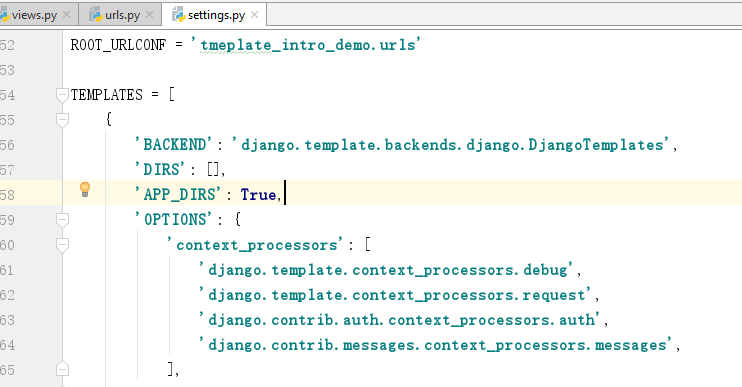 views.py × urls.py × settings.py ×
52 ROOT_URLCONF = 'tmeplate_intro_demo.urls'
53
54 TEMPLATES = [
55 {
56 'BACKEND': 'django.template.backends.django.DjangoTemplates',
57 'DIRS': [],
58 'APP_DIRS': True,
59 'OPTIONS': {
60 'context_processors': [
61 'django.template.context_processors.debug',
62 'django.template.context_processors.request',
63 'django.contrib.auth.context_processors.auth',
64 'django.contrib.messages.context_processors.messages',
65 ],